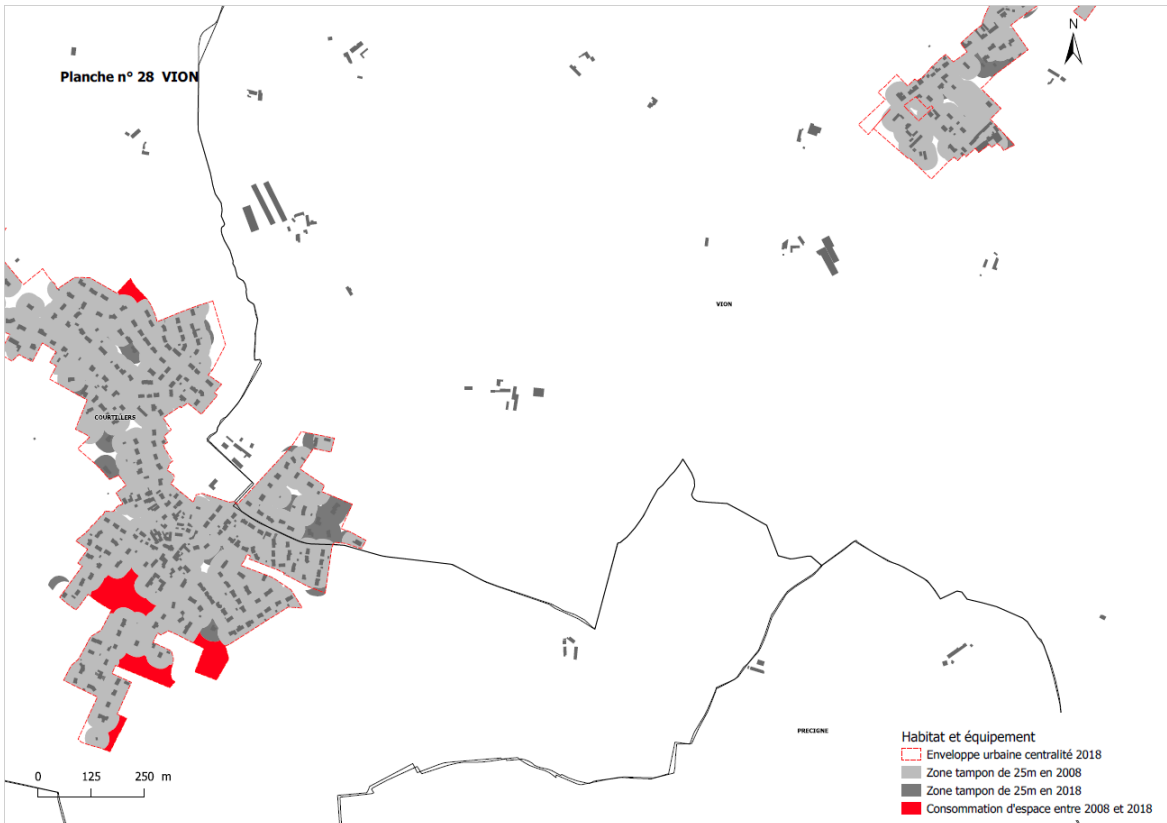 N
Planche n° 28 VION
VION
COURTILLERS
PRECIGNE
Habitat et équipement
Enveloppe urbaine centralité 2018
Zone tampon de 25m en 2008
Zone tampon de 25m en 2018
Consommation d'espace entre 2008 et 2018
0 125 250 m